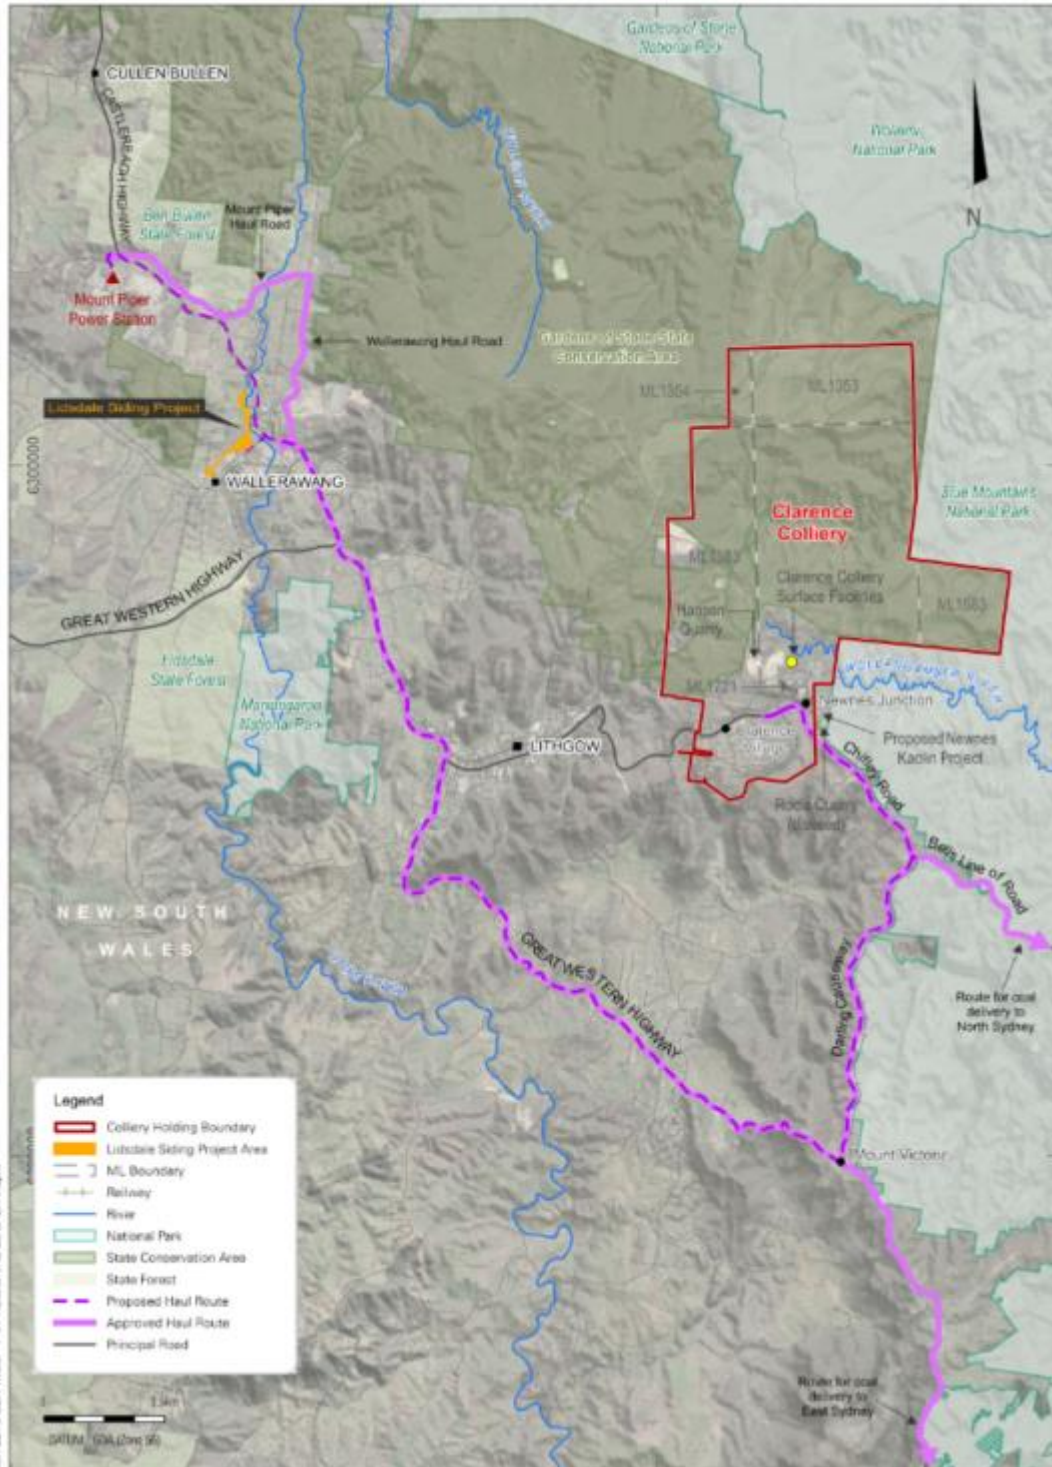 Gardens of Stone
National Park
CULLEN BULLEN
CASTLEREAGH HIGHWAY
Wollemi
National Park
N
Ben Bullen
State Forest
Mount Piper
Haul Road
Mount Piper
Power Station
Wallerawang Haul Road
Gardens of Stone State
Conservation Area
ML1354
ML1353
Lidsdale Siding Project
6300000
WALLERAWANG
Blue Mountains
National Park
Clarence
Colliery
GREAT WESTERN HIGHWAY
Clarence Colliery
Surface Facilities
Hanson
Quarry
Lidsdale
State Forest
Marrangaroo
National Park
WOLLANGAMBE RIVER
Newnes Junction
LITHGOW
Clarence
Village
Proposed Newnes
Kaolin Project
Chifley Road
Bells Line of Road
NEW SOUTH
WALES
GREAT WESTERN HIGHWAY
Darling Causeway
Route for coal
delivery to
North Sydney
Mount Victoria
Legend
Colliery Holding Boundary
Lidsdale Siding Project Area
ML Boundary
Railway
River
National Park
State Conservation Area
State Forest
Proposed Haul Route
Approved Haul Route
Principal Road
Route for coal
delivery to
East Sydney